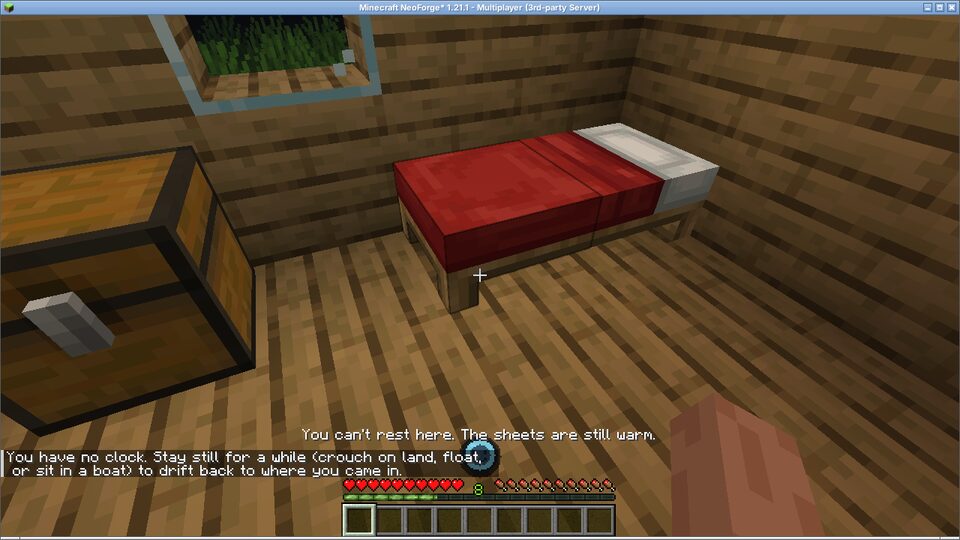 Minecraft NeoForge* 1.21.1 - Multiplayer (3rd-party Server)
You can't rest here. The sheets are still warm.
You have no clock. Stay still for a while (crouch on land, float,
or sit in a boat) to drift back to where you came in.
8